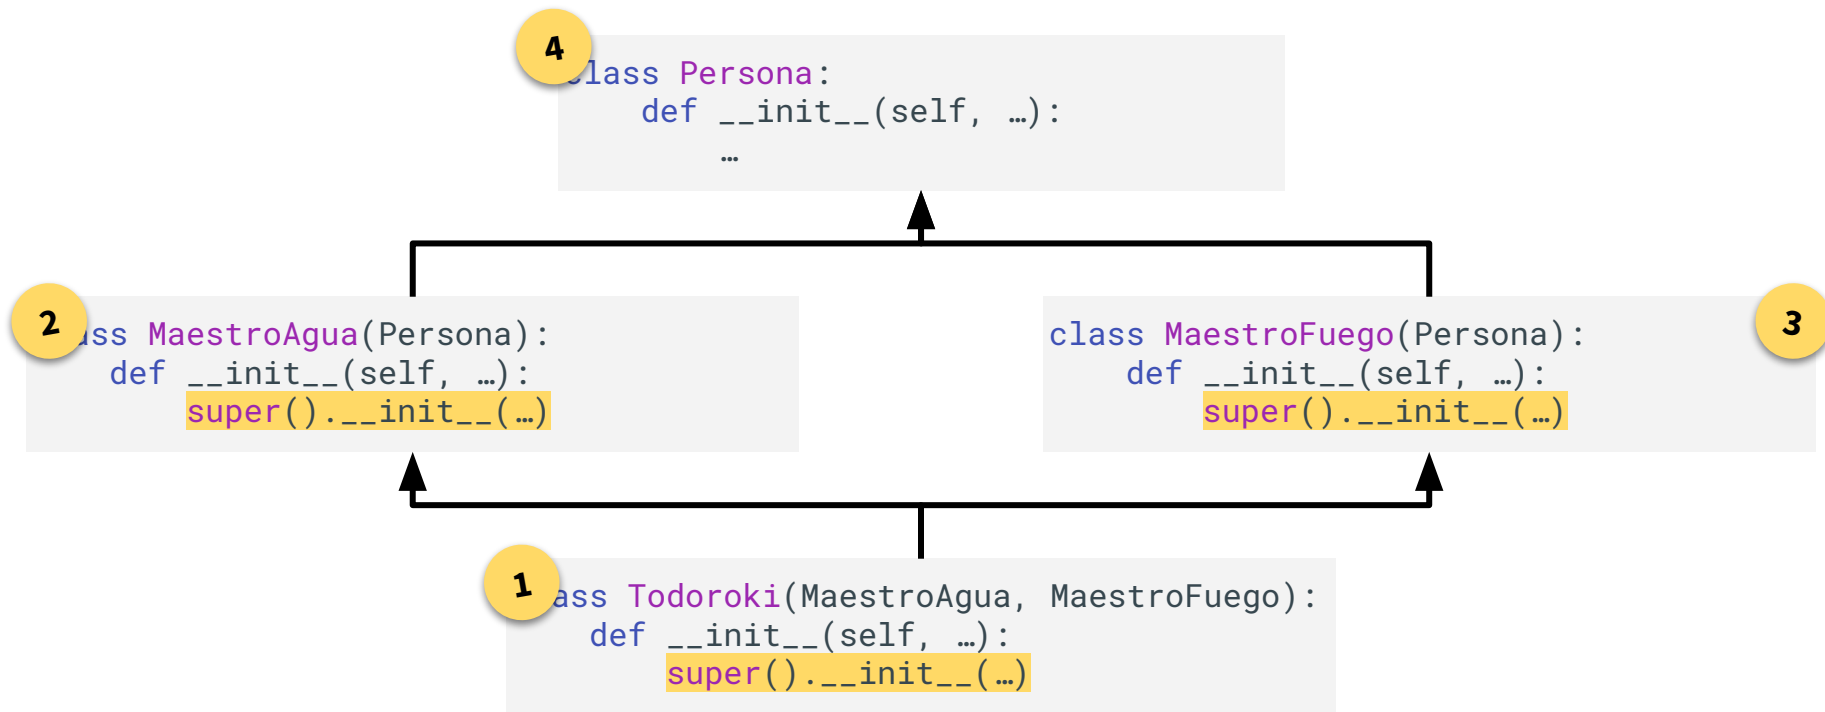 4
class Persona:
def __init__(self, …):
…
2
ass MaestroAgua(Persona):
def __init__(self, …):
super().__init__(…)
class MaestroFuego(Persona):
3
def __init__(self, …):
super().__init__(…)
1
ass Todoroki(MaestroAgua, MaestroFuego):
def __init__(self, …):
super().__init__(…)